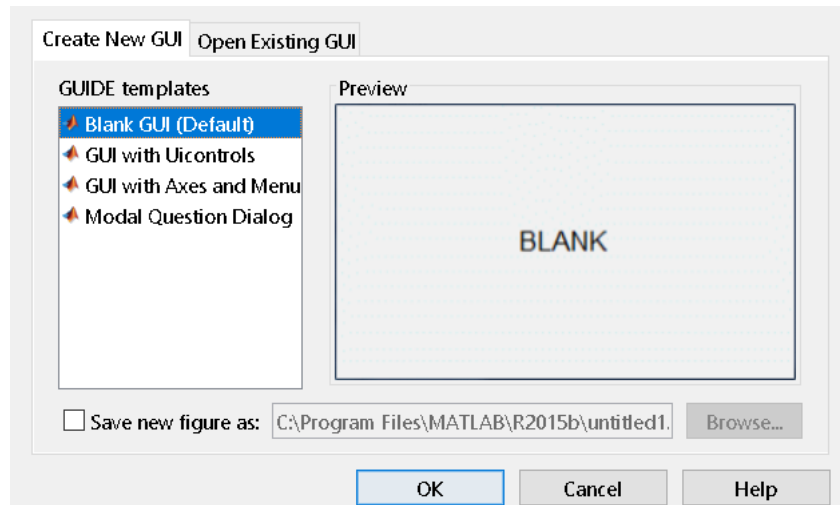 Create New GUI Open Existing GUI
GUIDE templates Preview
Blank GUI (Default)
GUI with Uicontrols
GUI with Axes and Menu
Modal Question Dialog
BLANK
Save new figure as: C:\Program Files\MATLAB\R2015b\untitled1. Browse...
OK Cancel Help